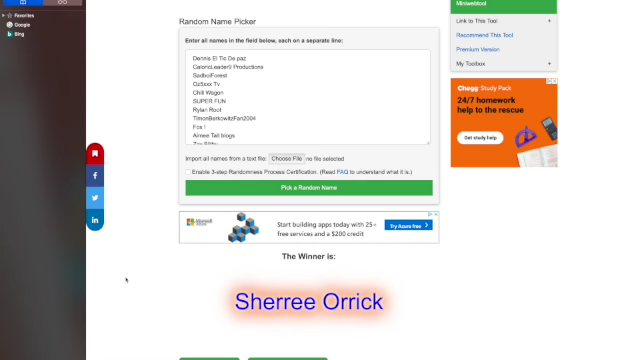 Favorites
Google
Bing
Random Name Picker
Enter all names in the field below, each on a separate line:
Dennis El Tio De paz
CalorieLeader9 Productions
SadboiForest
Oz5xxx Tv
Chill Wagon
SUPER FUN
Rylan Root
TimonBerkowitzFan2004
Fox !
Aimee Tall blogs
Import all names from a text file: Choose File no file selected
Enable 3-step Randomness Process Certification. (Read FAQ to understand what it is.)
Pick a Random Name
Microsoft
Start building apps today with 25+
free services and a $200 credit
Try Azure free
The Winner is:
Sherree Orrick
Miniwebtool
Link to This Tool +
Recommend This Tool
Premium Version
My Toolbox +
Chegg Study Pack
24/7 homework
help to the rescue
Get study help